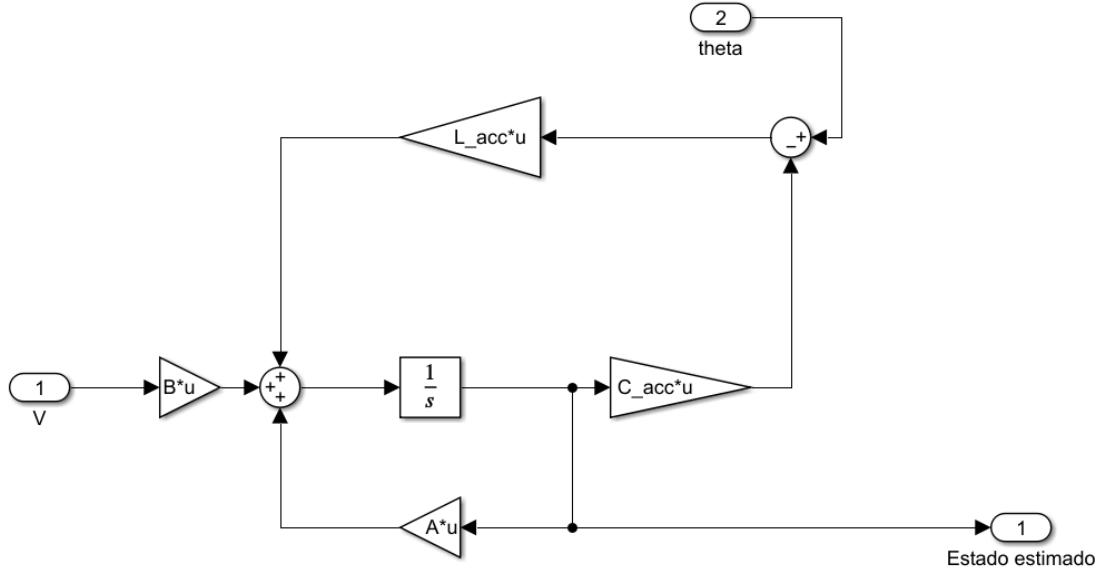 2
theta
L_acc*u
+
_
1
V
B*u
+
+
+
1
s
C_acc*u
A*u
1
Estado estimado